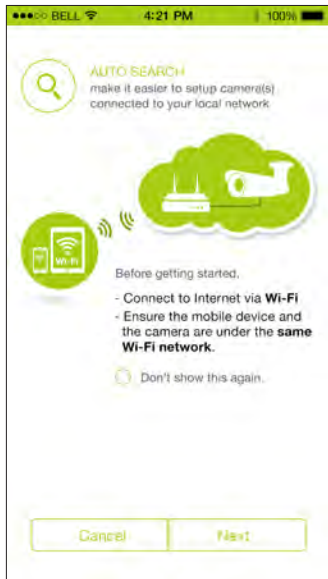 BELL 4:21 PM 100%
AUTO SEARCH
make it easier to setup camera(s)
connected to your local network
Wi-Fi
Before getting started,
- Connect to Internet via Wi-Fi
- Ensure the mobile device and
the camera are under the same
Wi-Fi network.
Don't show this again.
Cancel Next